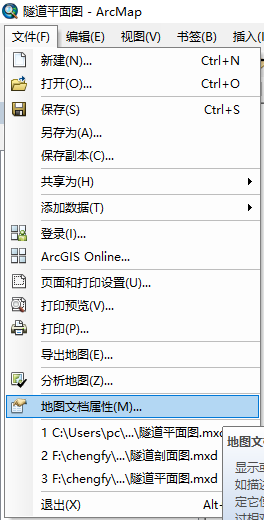 隧道平面图 - ArcMap
文件(F) 编辑(E) 视图(V) 书签(B) 插入(I
新建(N)... Ctrl+N
打开(O)... Ctrl+O
保存(S) Ctrl+S
另存为(A)...
保存副本(C)...
共享为(H)
添加数据(T)
登录(I)...
ArcGIS Online...
页面和打印设置(U)...
打印预览(V)...
打印(P)...
导出地图(E)...
分析地图(Z)...
地图文档属性(M)...
1 C:\Users\pc\...\隧道平面图.mxd
2 F:\chengfy\...\隧道剖面图.mxd
3 F:\chengfy\...\隧道平面图.mxd
退出(X) Alt+
地图文
显示
如描述
定它